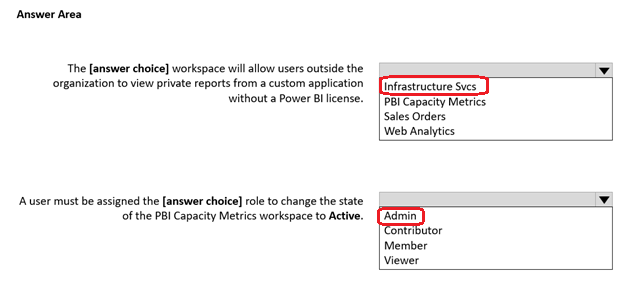 Answer Area
The [answer choice] workspace will allow users outside the
organization to view private reports from a custom application
without a Power BI license.
Infrastructure Svcs
PBI Capacity Metrics
Sales Orders
Web Analytics
A user must be assigned the [answer choice] role to change the state
of the PBI Capacity Metrics workspace to Active.
Admin
Contributor
Member
Viewer